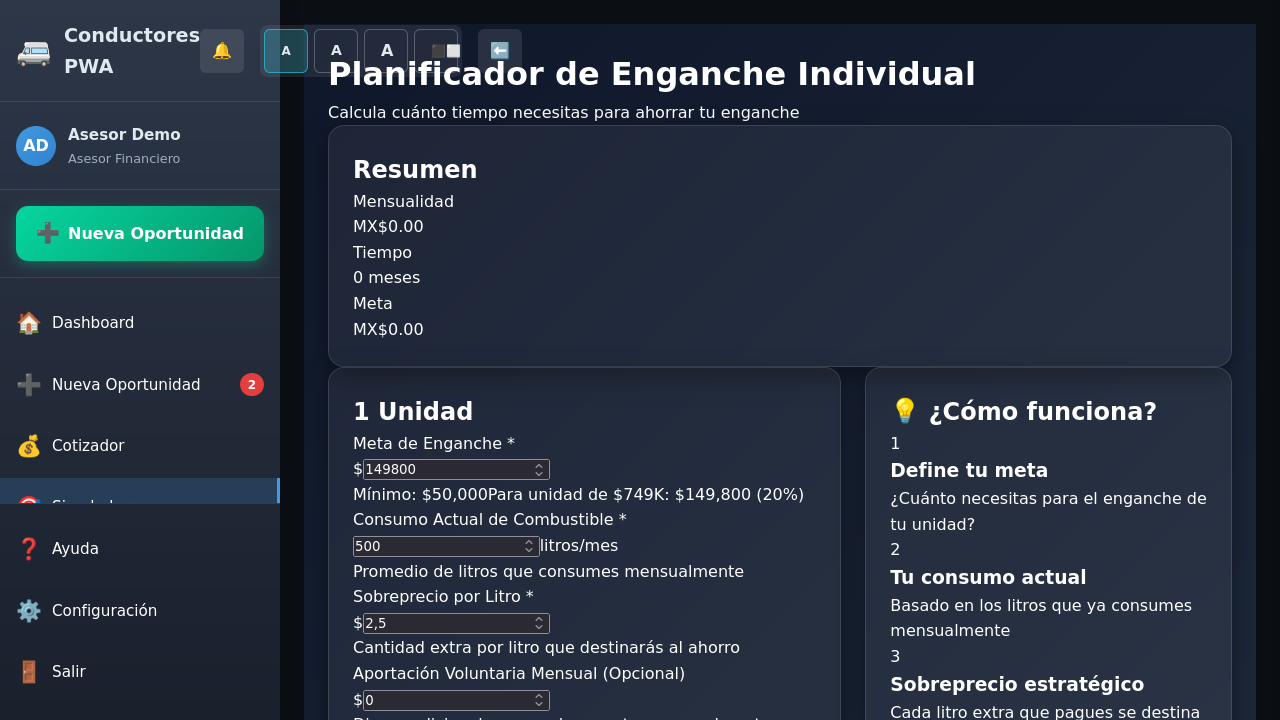 Conductores
PWA
A
A
A
Asesor Demo
AD
Asesor Financiero
Nueva Oportunidad
Dashboard
Nueva Oportunidad
2
Cotizador
Ayuda
Configuración
Salir
Planificador de Enganche Individual
Calcula cuánto tiempo necesitas para ahorrar tu enganche
Resumen
Mensualidad
MX$0.00
Tiempo
0 meses
Meta
MX$0.00
1 Unidad
Meta de Enganche *
$149800
Mínimo: $50,000Para unidad de $749K: $149,800 (20%)
Consumo Actual de Combustible *
500 litros/mes
Promedio de litros que consumes mensualmente
Sobreprecio por Litro *
$2,5
Cantidad extra por litro que destinarás al ahorro
Aportación Voluntaria Mensual (Opcional)
$0
¿Cómo funciona?
1
Define tu meta
¿Cuánto necesitas para el enganche de
tu unidad?
2
Tu consumo actual
Basado en los litros que ya consumes
mensualmente
3
Sobreprecio estratégico
Cada litro extra que pagues se destina